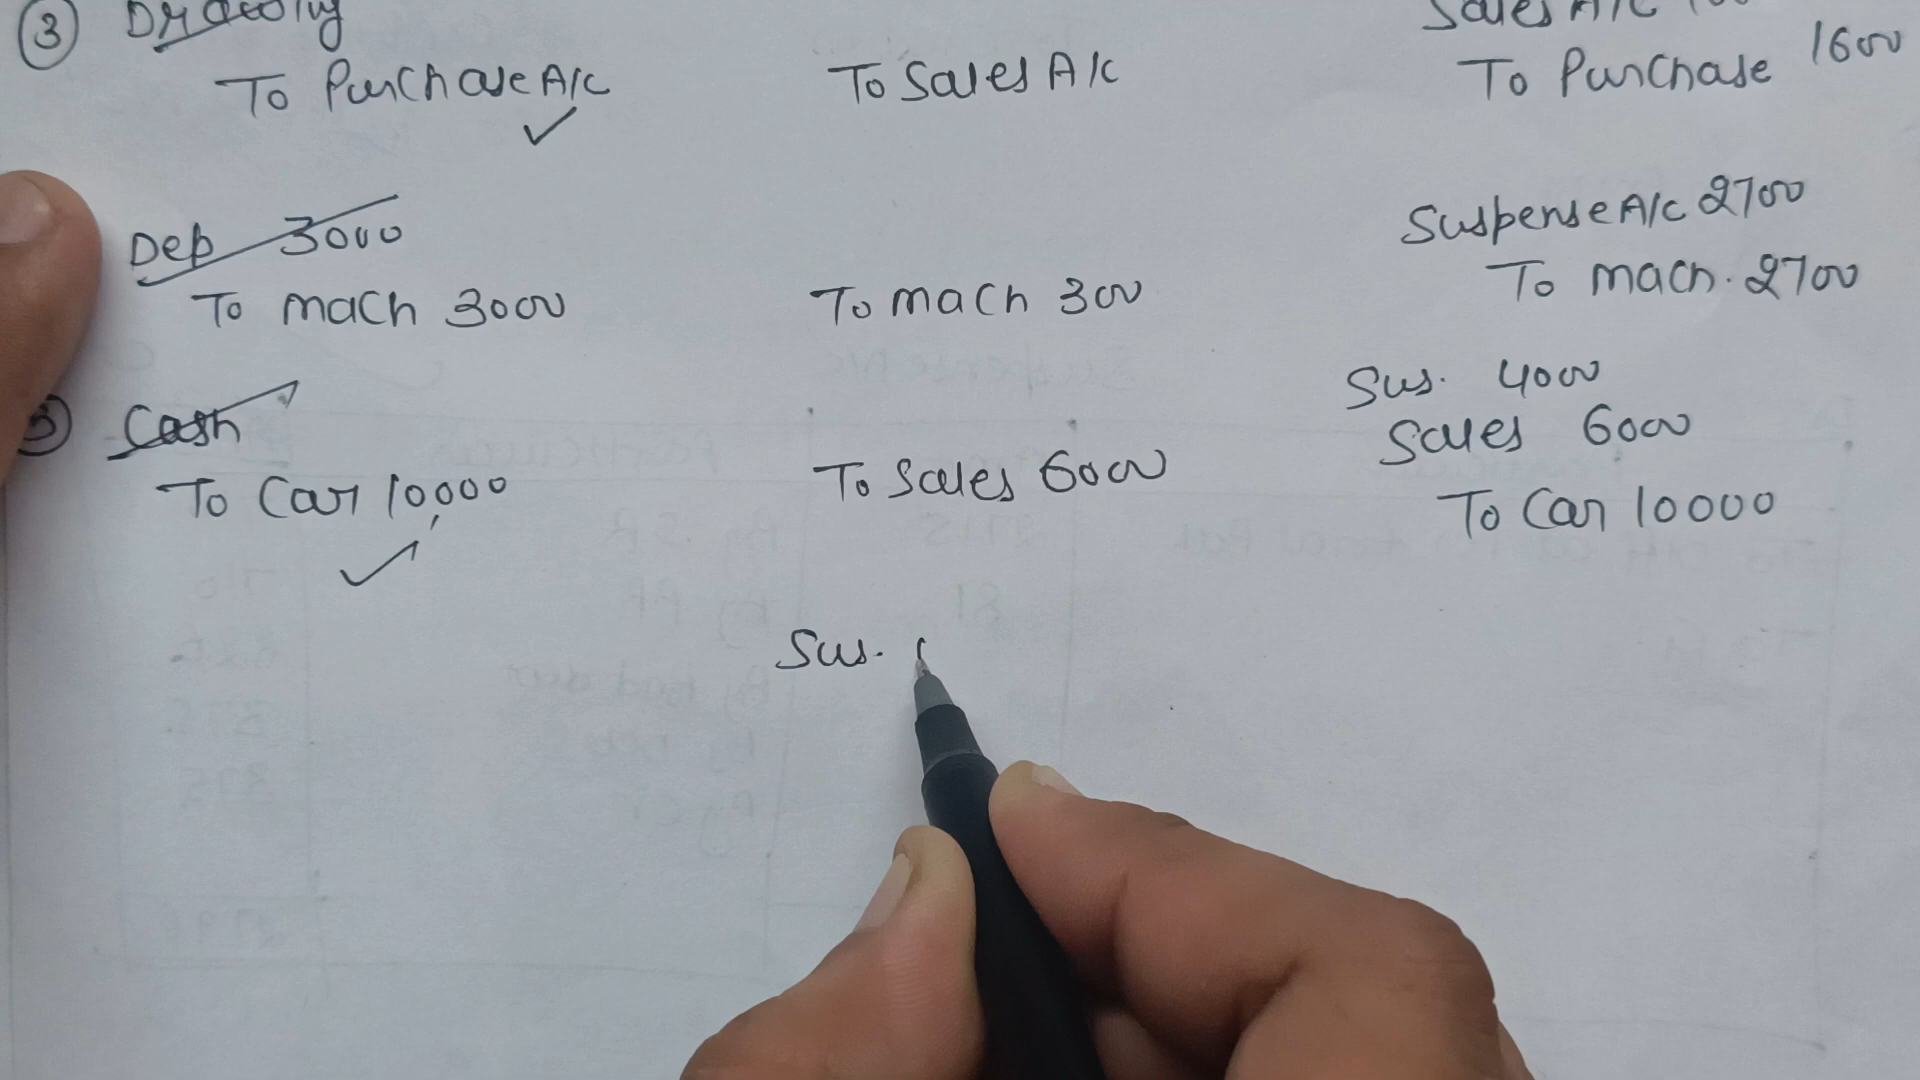 ③ Drawing
To Purchase A/c
To Sales A/c
Sales A/c
To Purchase 1600
Dep 3000
To mach 3000
To mach 300
Suspense A/c 2700
To mach. 2700
⑤ Cash
To Car 10,000
To Sales 6000
Sus. 4000
Sales 6000
To Car 10000
Sus.